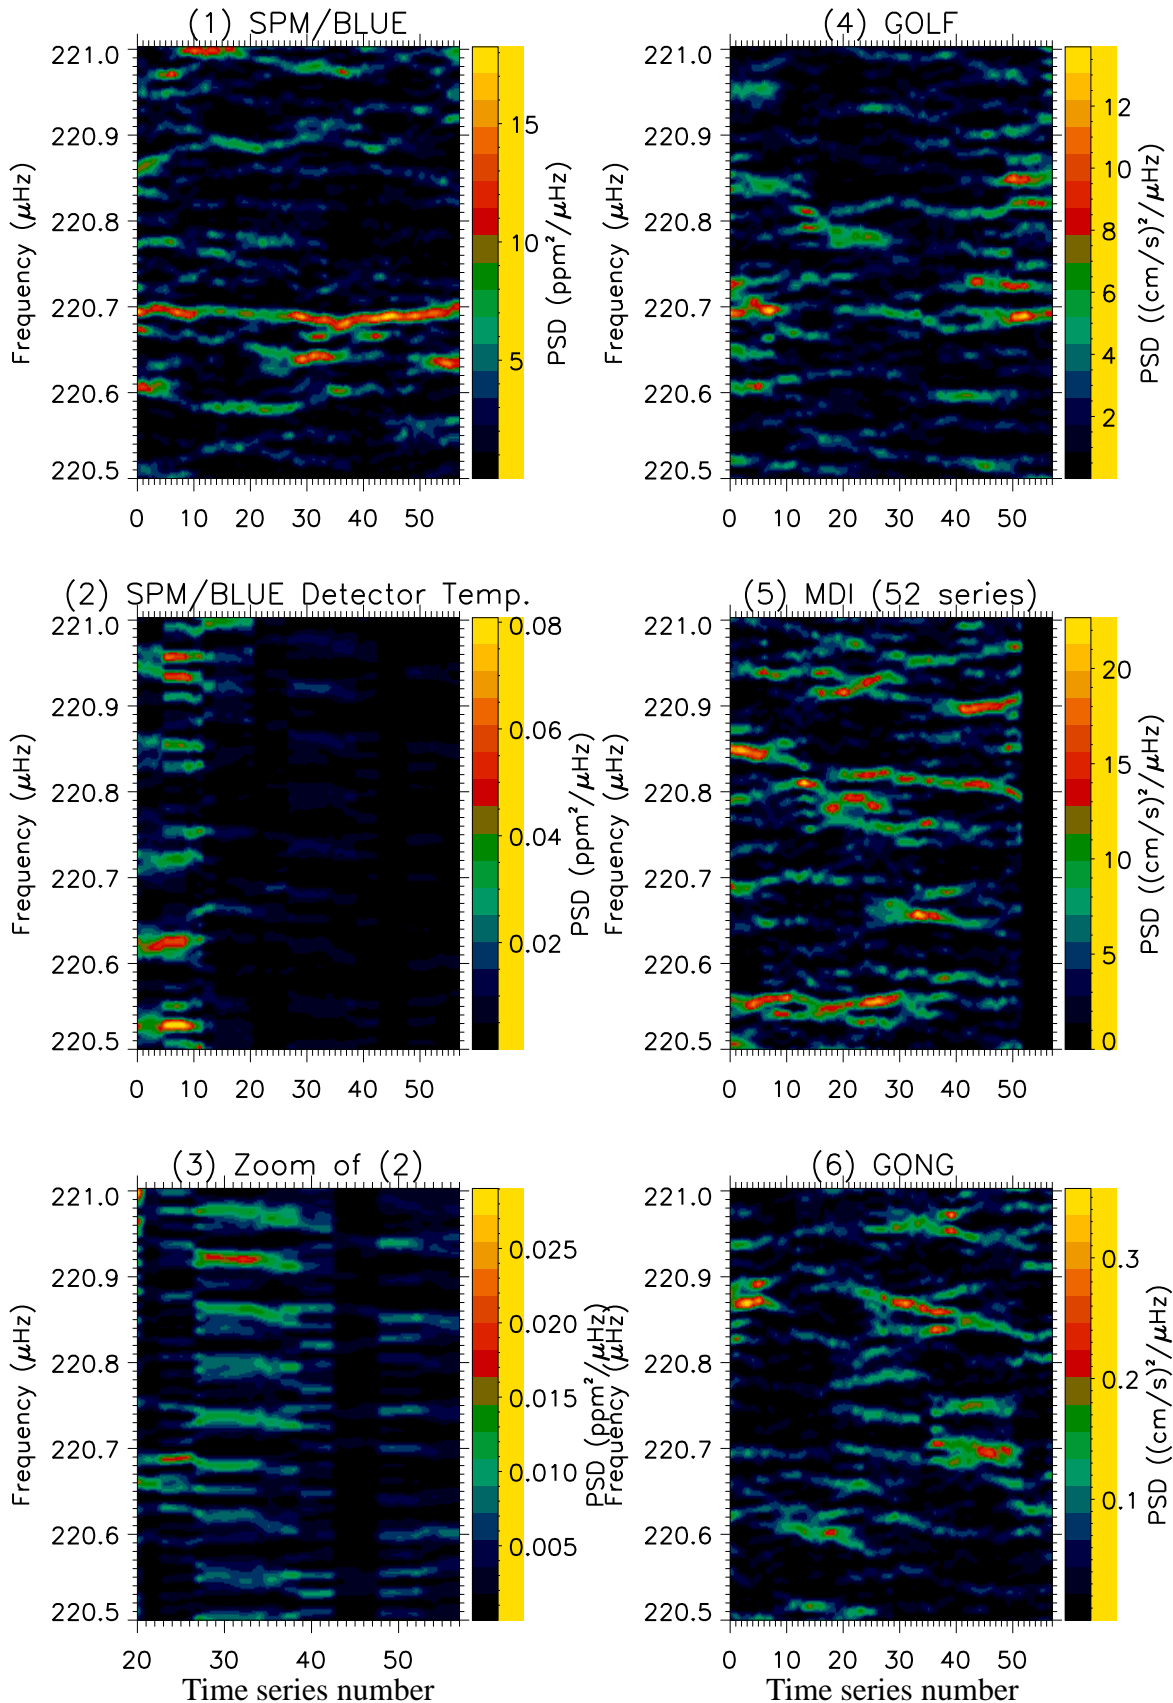 (1) SPM/BLUE
221.0
220.9
220.8
220.7
220.6
220.5
Frequency (μHz)
0 10 20 30 40 50
15
10
5
PSD (ppm²/μHz)
(4) GOLF
221.0
220.9
220.8
220.7
220.6
220.5
Frequency (μHz)
0 10 20 30 40 50
12
10
8
6
4
2
PSD ((cm/s)²/μHz)
(2) SPM/BLUE Detector Temp.
221.0
220.9
220.8
220.7
220.6
220.5
Frequency (μHz)
0 10 20 30 40 50
0.08
0.06
0.04
0.02
PSD (ppm²/μHz)
(5) MDI (52 series)
221.0
220.9
220.8
220.7
220.6
220.5
Frequency (μHz)
0 10 20 30 40 50
20
15
10
5
0
PSD ((cm/s)²/μHz)
(3) Zoom of (2)
221.0
220.9
220.8
220.7
220.6
220.5
Frequency (μHz)
20 30 40 50
Time series number
0.025
0.020
0.015
0.010
0.005
PSD (ppm²/μHz)
(6) GONG
221.0
220.9
220.8
220.7
220.6
220.5
Frequency (μHz)
0 10 20 30 40 50
Time series number
0.3
0.2
0.1
PSD ((cm/s)²/μHz)